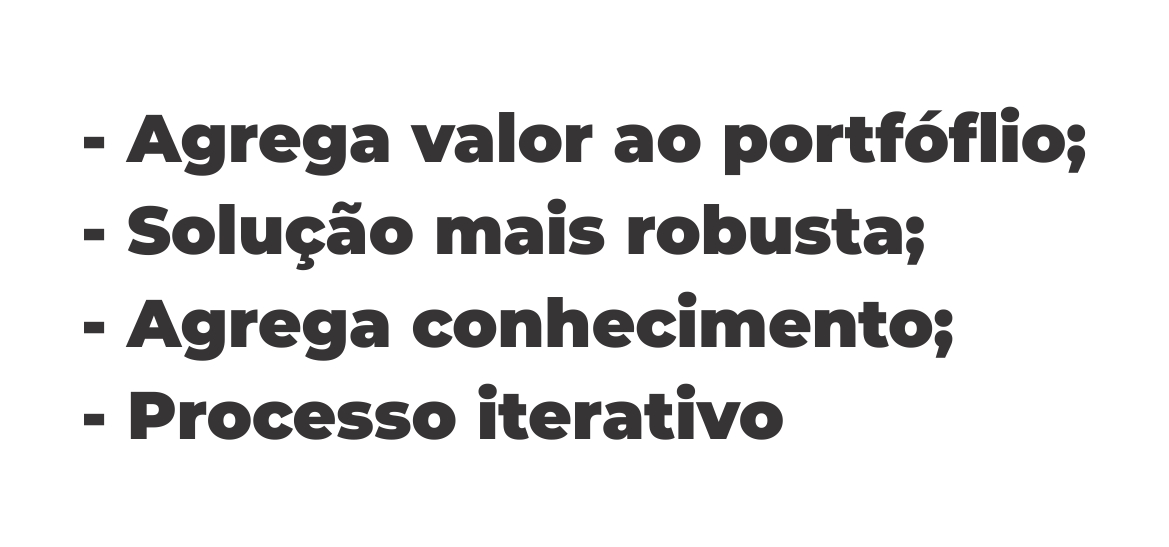 - Agrega valor ao portfóflio;
- Solução mais robusta;
- Agrega conhecimento;
- Processo iterativo